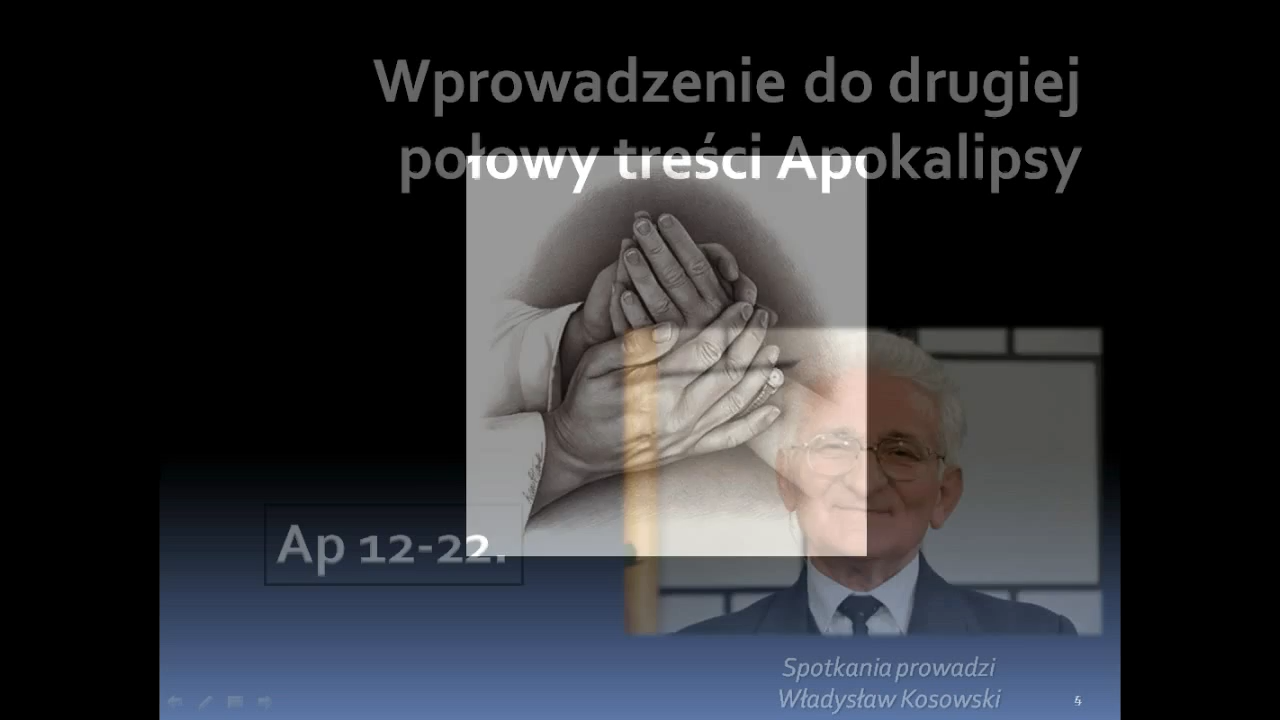 Wprowadzenie do drugiej
połowy treści Apokalipsy
Ap 12-22.
Spotkania prowadzi
Władysław Kosowski